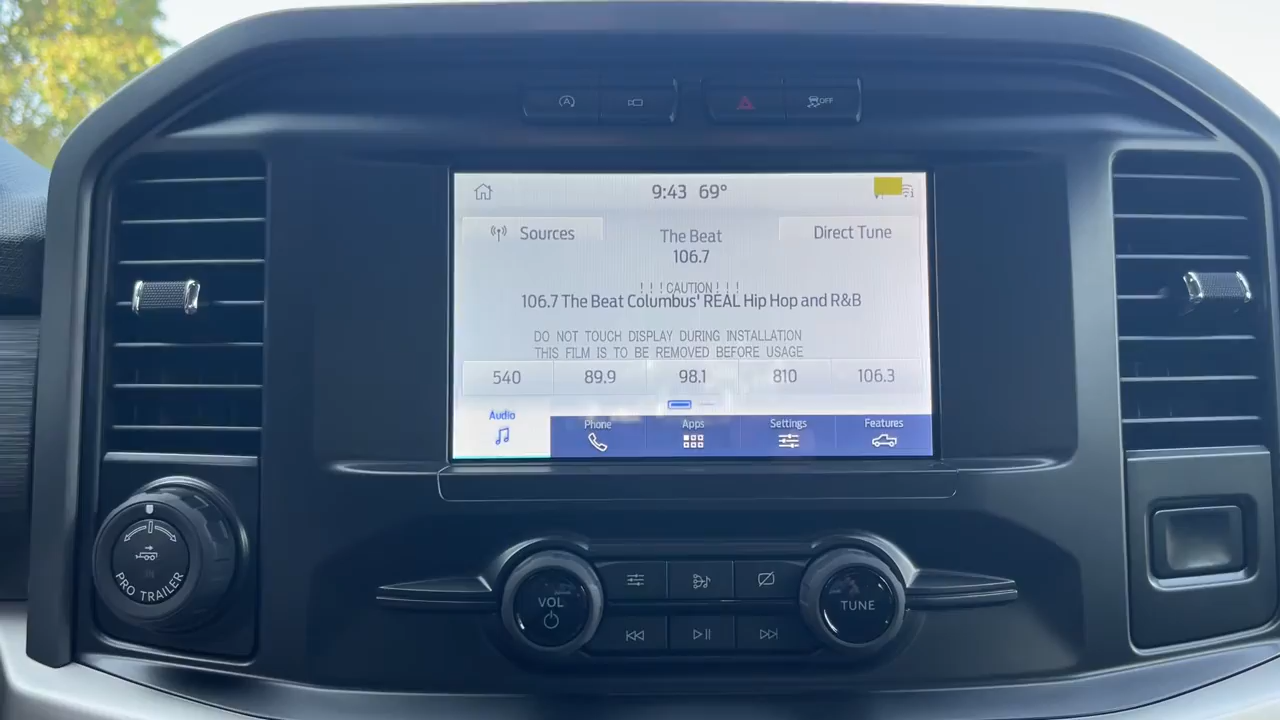 OFF
9:43 69°
Sources
The Beat
Direct Tune
106.7
! ! ! CAUTION ! ! !
106.7 The Beat Columbus' REAL Hip Hop and R&B
DO NOT TOUCH DISPLAY DURING INSTALLATION
THIS FILM IS TO BE REMOVED BEFORE USAGE
540 89.9 98.1 810 106.3
Audio Phone Apps Settings Features
PRO TRAILER
VOL
TUNE